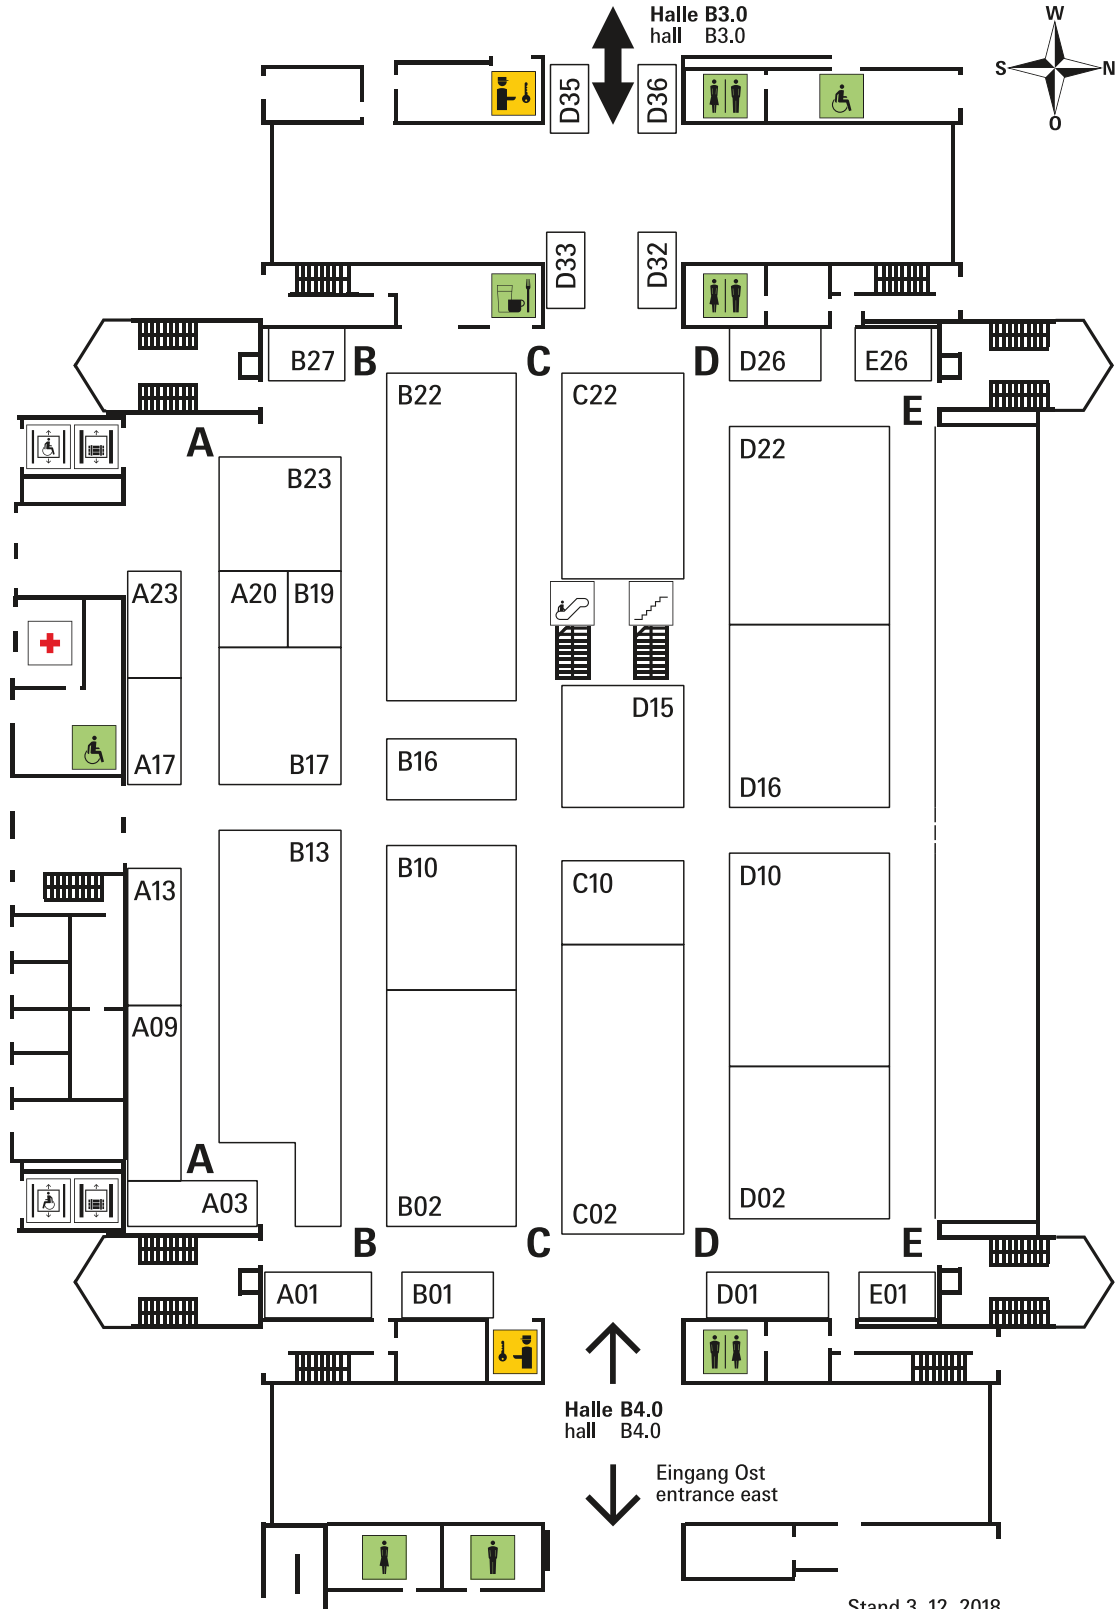 Halle B3.0
hall B3.0
W
S N
O
D35
D36
D33
D32
B27
B
C
D
D26
E26
B22
C22
E
A
D22
B23
A23
A20
B19
D15
A17
B17
B16
D16
B13
B10
D10
A13
C10
A09
A
A03
B02
C02
D02
B
C
D
E
A01
B01
D01
E01
Halle B4.0
hall B4.0
Eingang Ost
entrance east
Stand 3. 12. 2018